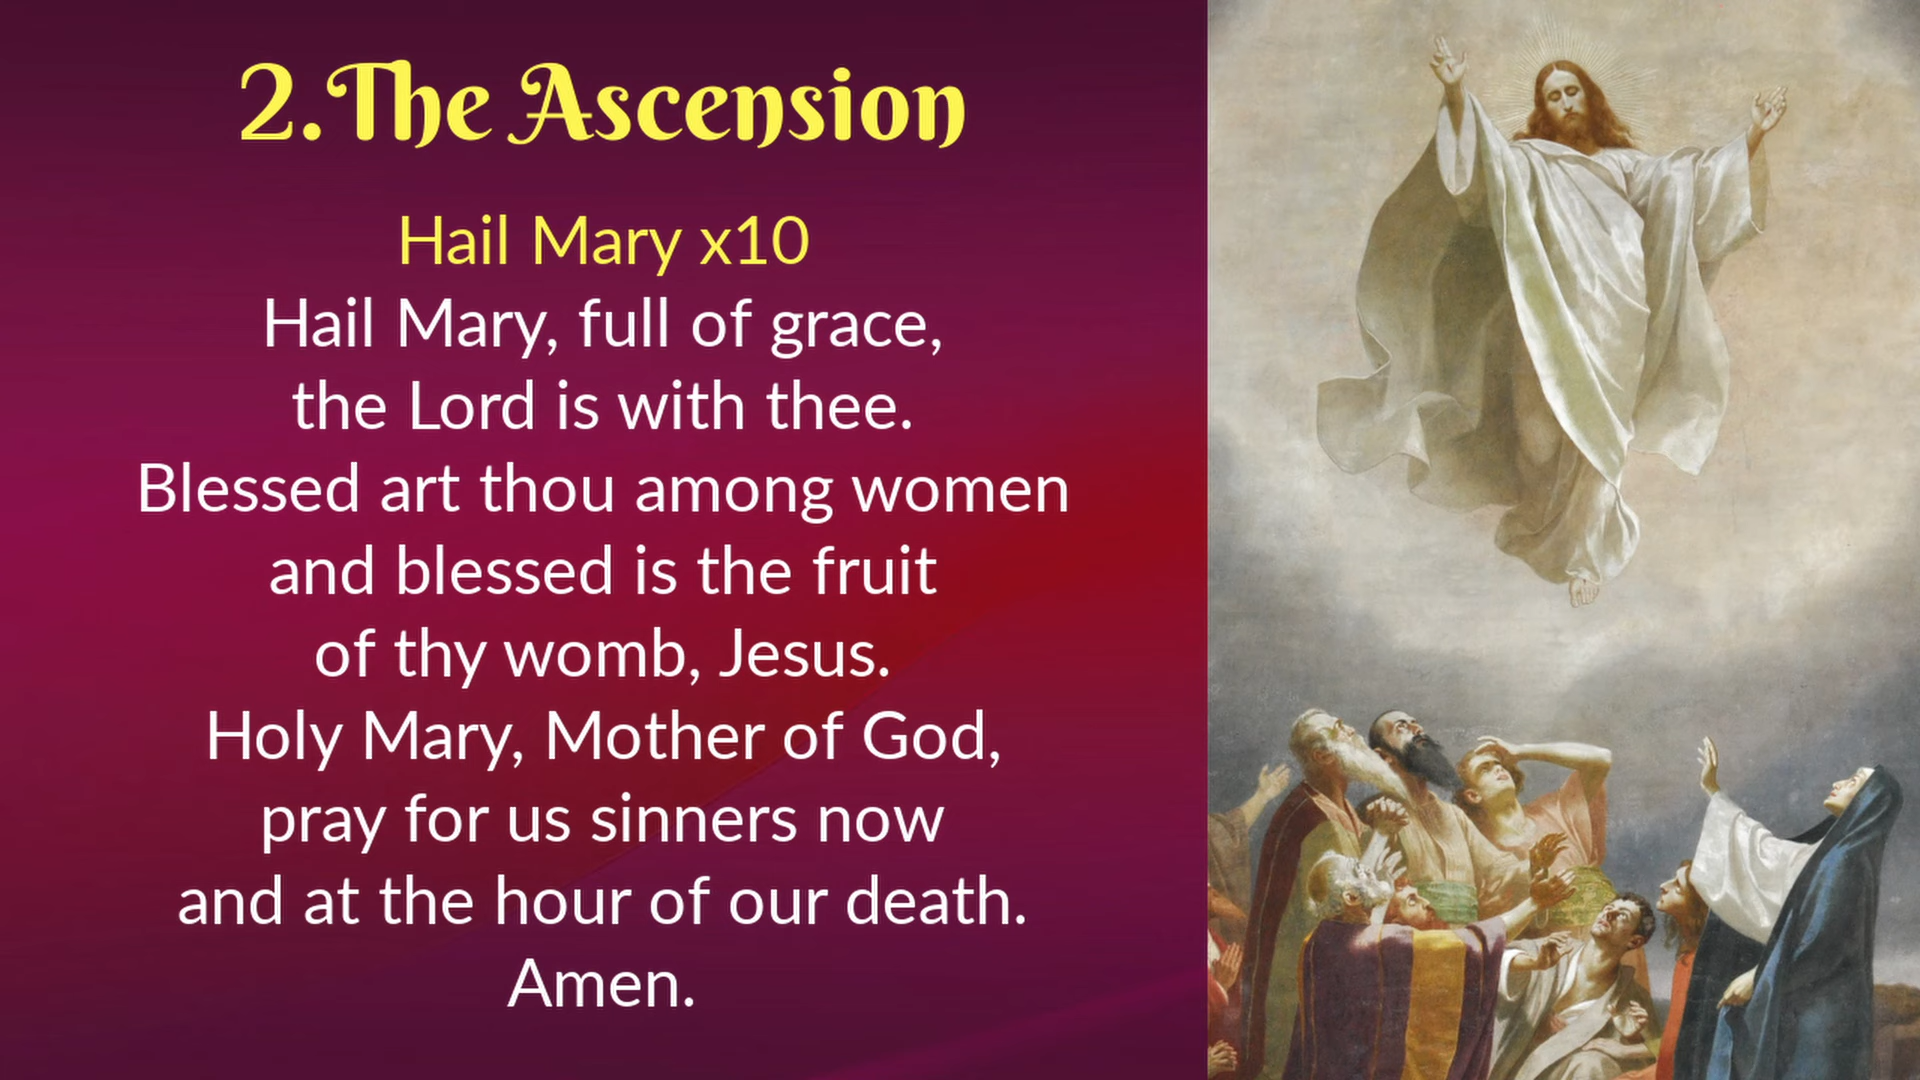 2.The Ascension
Hail Mary x10
Hail Mary, full of grace,
the Lord is with thee.
Blessed art thou among women
and blessed is the fruit
of thy womb, Jesus.
Holy Mary, Mother of God,
pray for us sinners now
and at the hour of our death.
Amen.